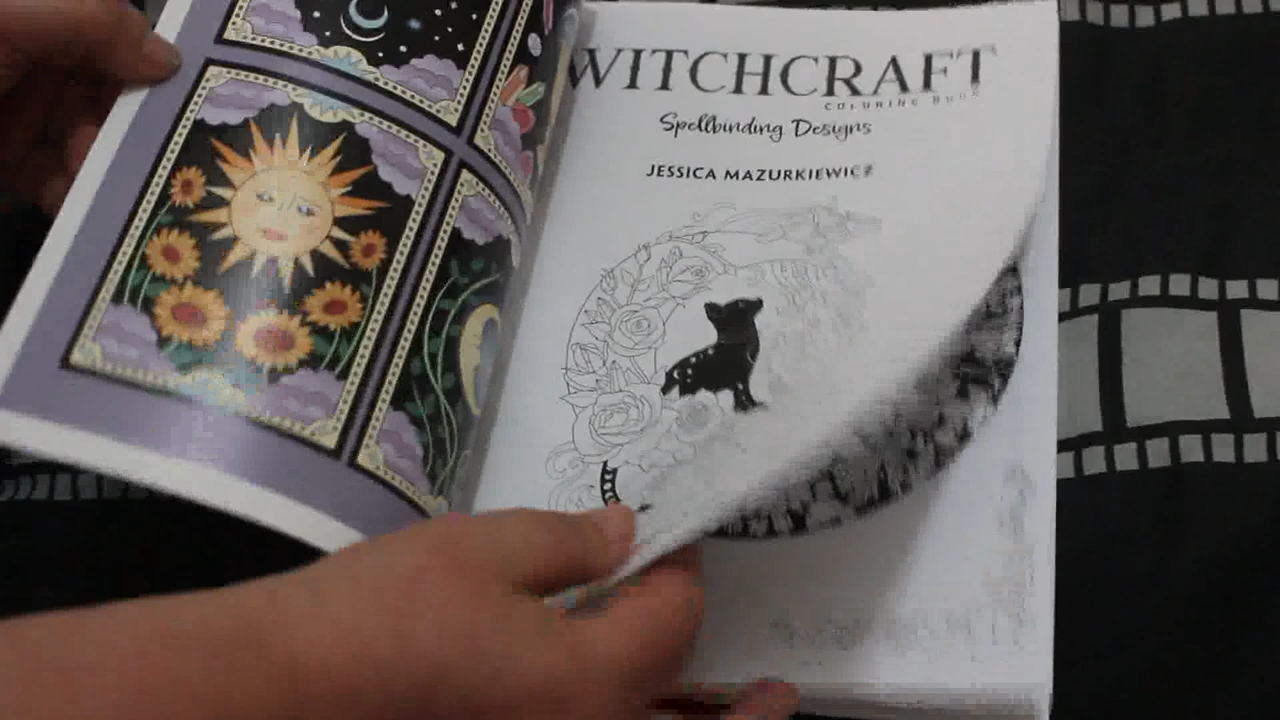 WITCHCRAFT
COLORING BOOK
Spellbinding Designs
JESSICA MAZURKIEWICZ